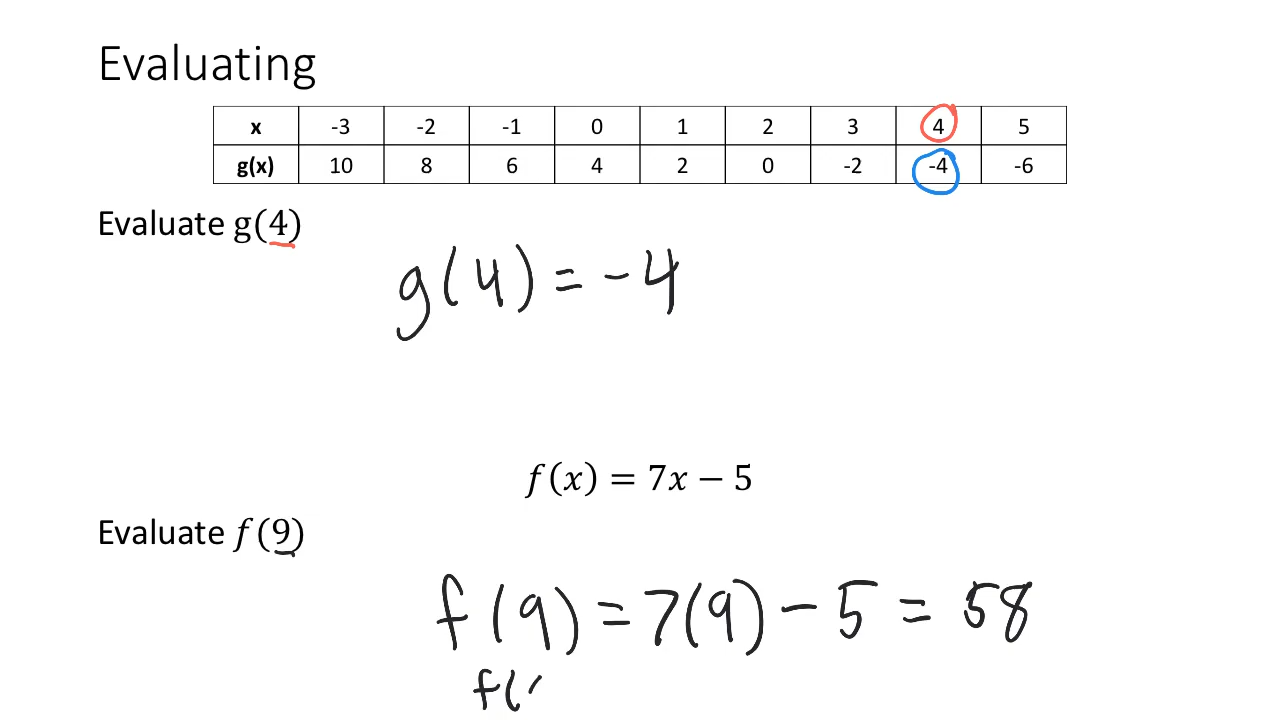 Evaluating
x -3 -2 -1 0 1 2 3 4 5
g(x) 10 8 6 4 2 0 -2 -4 -6
Evaluate g(4)
g(4) = -4
f(x) = 7x − 5
Evaluate f(9)
f(9) = 7(9) - 5 = 58
f(